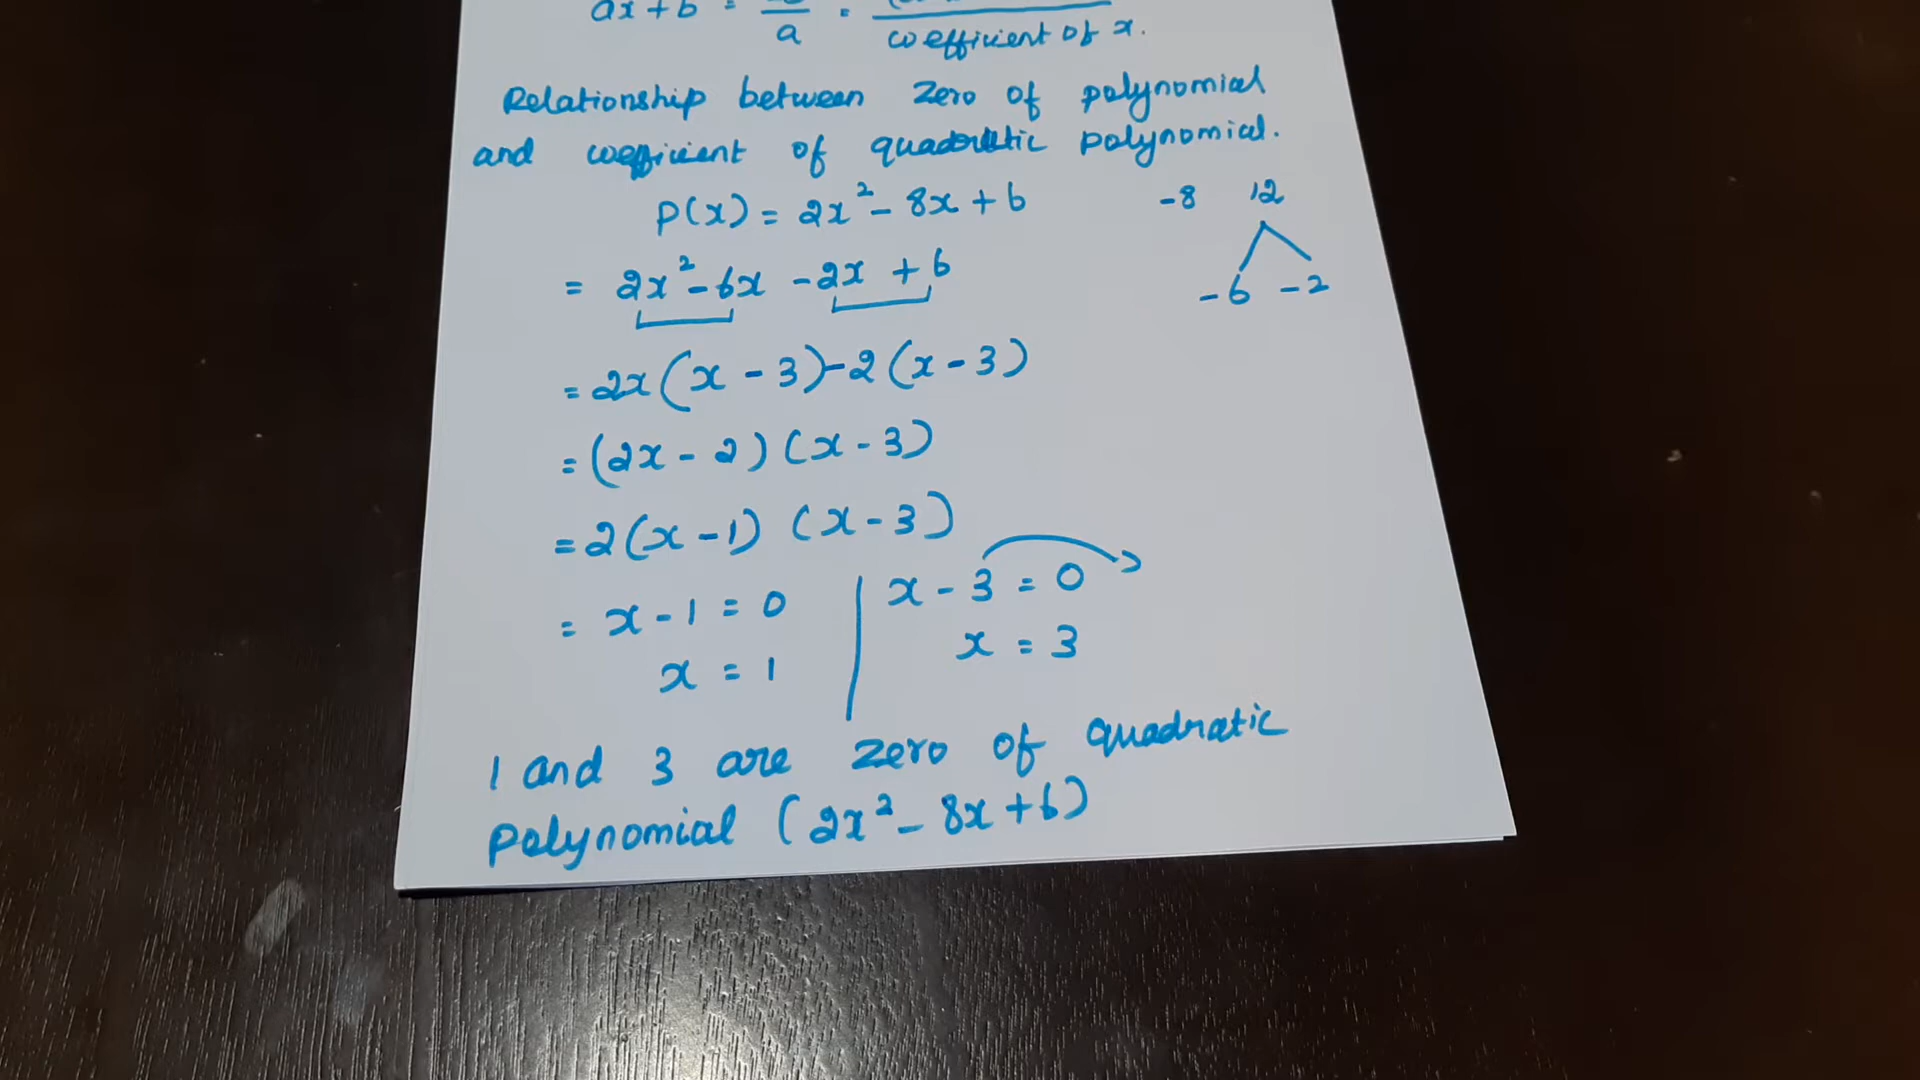 ax + b = /a = /coefficient of x.
Relationship between Zero of polynomial
and coefficient of quadratic polynomial.
P(x) = 2x² - 8x + 6
-8 12
= 2x² - 6x - 2x + 6
-6 -2
= 2x (x - 3) - 2 (x - 3)
= (2x - 2) (x - 3)
= 2 (x - 1) (x - 3)
= x - 1 = 0 | x - 3 = 0
x = 1 | x = 3
1 and 3 are Zero of quadratic
polynomial (2x² - 8x + 6)